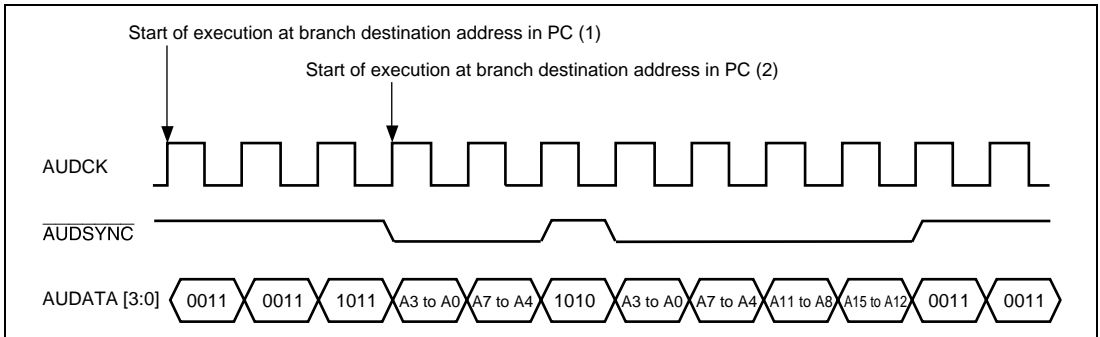 Start of execution at branch destination address in PC (1)
Start of execution at branch destination address in PC (2)
AUDCK
AUDSYNC
AUDATA [3:0] 0011 0011 1011 A3 to A0 A7 to A4 1010 A3 to A0 A7 to A4 A11 to A8 A15 to A12 0011 0011